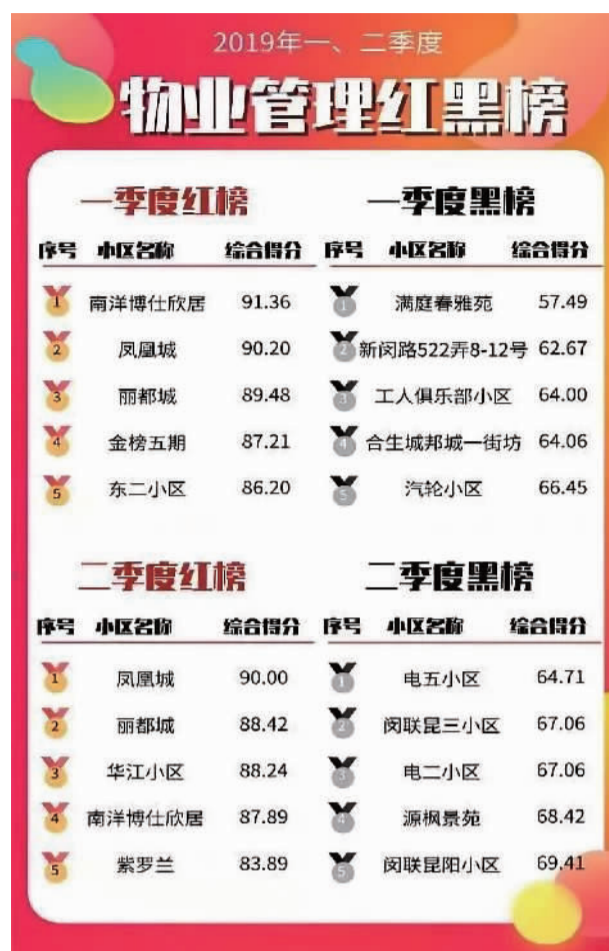 2019年一、二季度
物业管理红黑榜
一季度红榜
序号 小区名称 综合得分
1 南洋博仕欣居 91.36
2 凤凰城 90.20
3 丽都城 89.48
4 金榜五期 87.21
5 东二小区 86.20
一季度黑榜
序号 小区名称 综合得分
1 满庭春雅苑 57.49
2 新闵路522弄8-12号 62.67
3 工人俱乐部小区 64.00
4 合生城邦城一街坊 64.06
5 汽轮小区 66.45
二季度红榜
序号 小区名称 综合得分
1 凤凰城 90.00
2 丽都城 88.42
3 华江小区 88.24
4 南洋博仕欣居 87.89
5 紫罗兰 83.89
二季度黑榜
序号 小区名称 综合得分
1 电五小区 64.71
2 闵联昆三小区 67.06
3 电二小区 67.06
4 源枫景苑 68.42
5 闵联昆阳小区 69.41